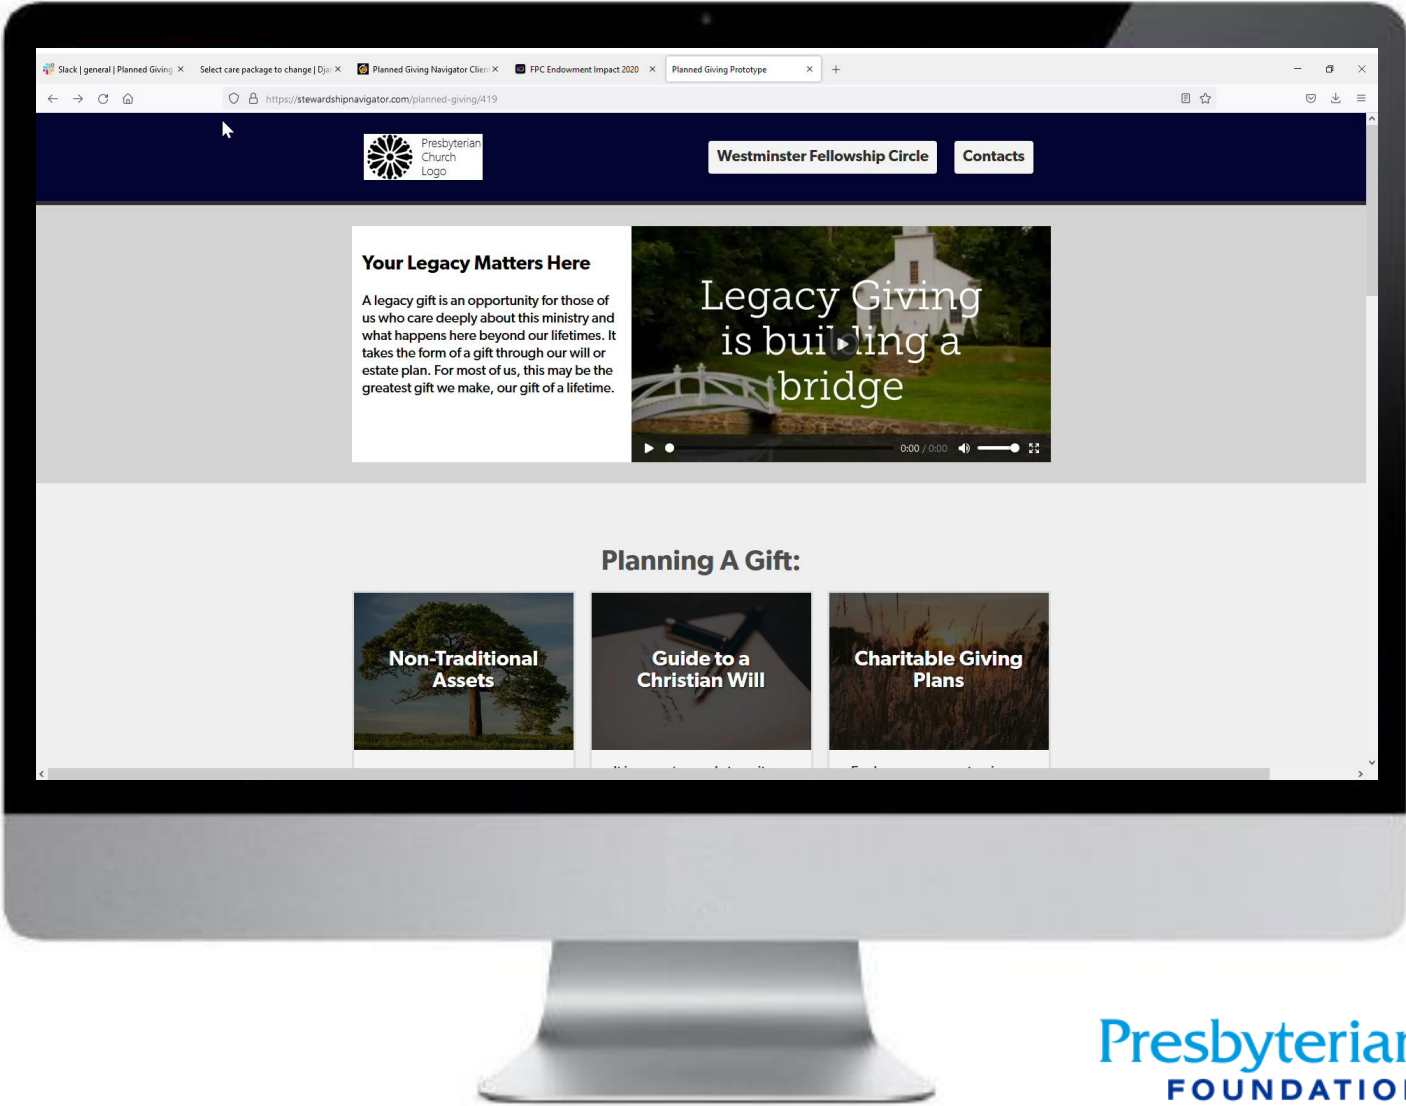 Slack | general | Planned Giving
Select care package to change | Dja
Planned Giving Navigator Client
FPC Endowment Impact 2020
Planned Giving Prototype
https://stewardshipnavigator.com/planned-giving/419
Presbyterian
Church
Logo
Westminster Fellowship Circle
Contacts
Your Legacy Matters Here
A legacy gift is an opportunity for those of
us who care deeply about this ministry and
what happens here beyond our lifetimes. It
takes the form of a gift through our will or
estate plan. For most of us, this may be the
greatest gift we make, our gift of a lifetime.
Legacy Giving
is building a
bridge
0:00 / 0:00
Planning A Gift:
Non-Traditional
Assets
Guide to a
Christian Will
Charitable Giving
Plans
Presbyterian
FOUNDATION